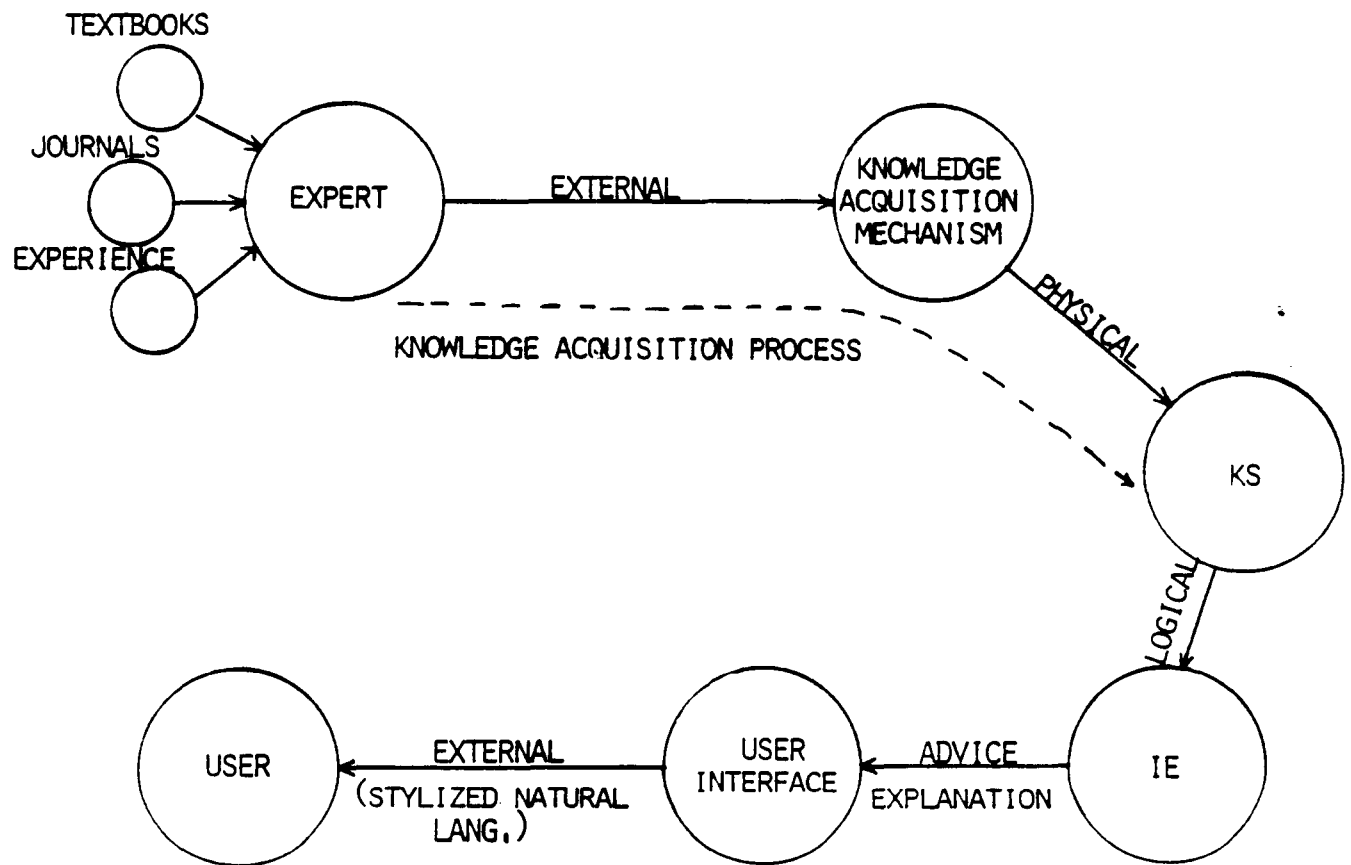 TEXTBOOKS
JOURNALS
EXPERIENCE
EXPERT
EXTERNAL
KNOWLEDGE
ACQUISITION
MECHANISM
PHYSICAL
KNOWLEDGE ACQUISITION PROCESS
KS
LOGICAL
IE
ADVICE
EXPLANATION
USER
INTERFACE
EXTERNAL
(STYLIZED NATURAL
LANG.)
USER